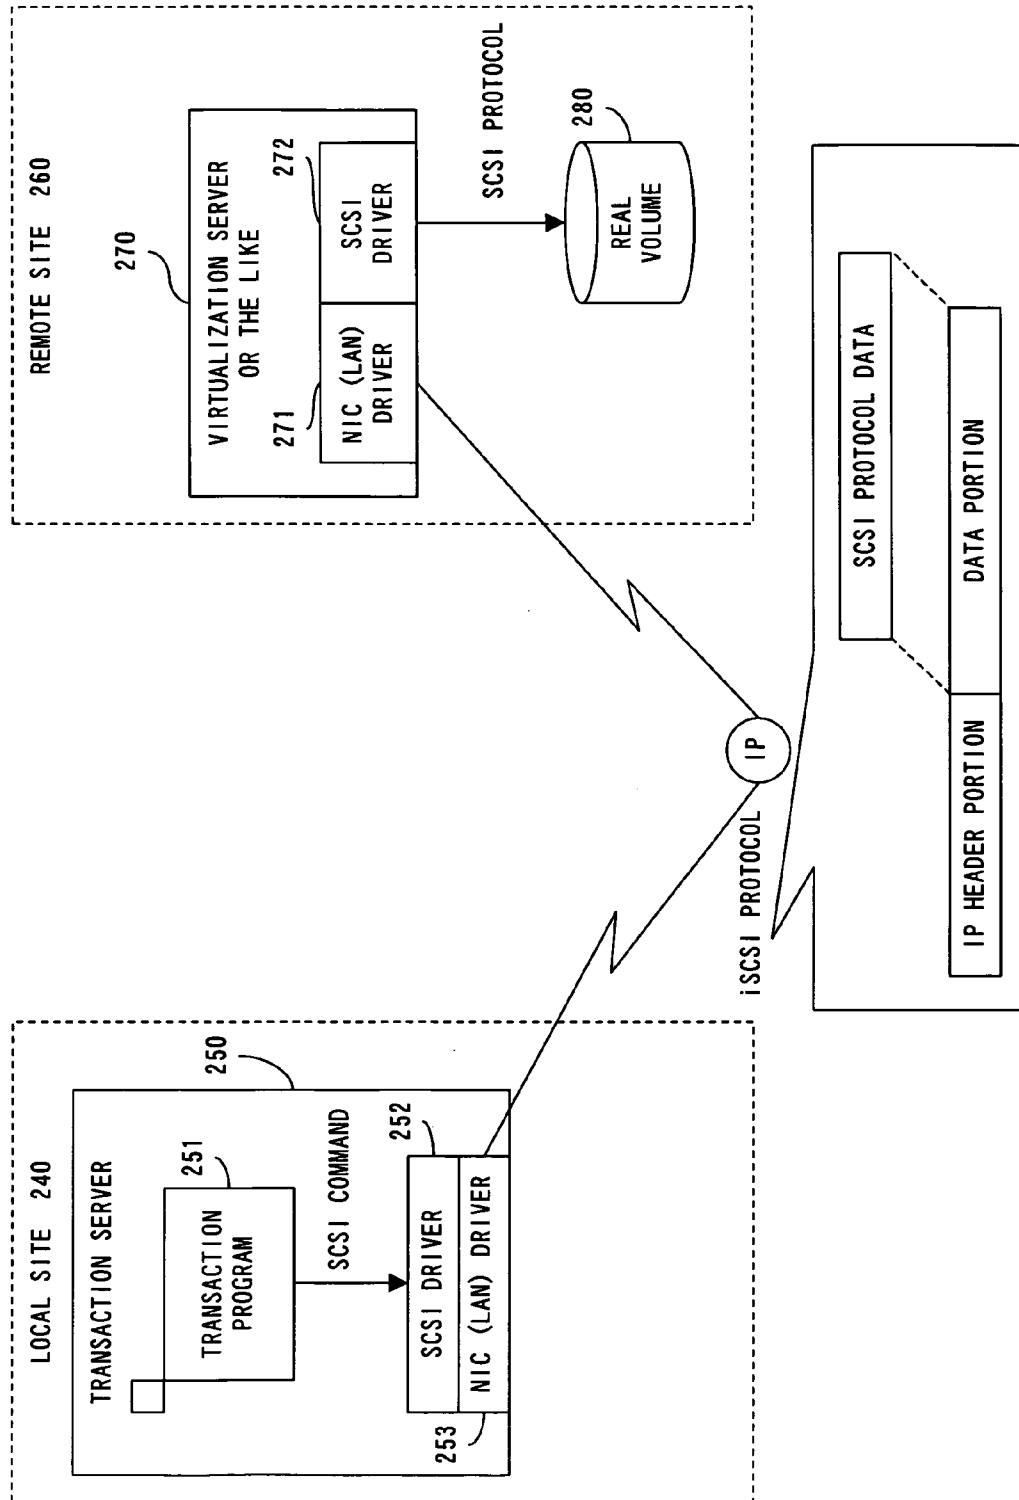 LOCAL SITE 240
TRANSACTION SERVER
250
251
TRANSACTION
PROGRAM
SCSI COMMAND
252
SCSI DRIVER
NIC (LAN) DRIVER
253
REMOTE SITE 260
270
VIRTUALIZATION SERVER
OR THE LIKE
271
272
NIC (LAN)
DRIVER
SCSI
DRIVER
SCSI PROTOCOL
280
REAL
VOLUME
IP
iSCSI PROTOCOL
SCSI PROTOCOL DATA
IP HEADER PORTION
DATA PORTION